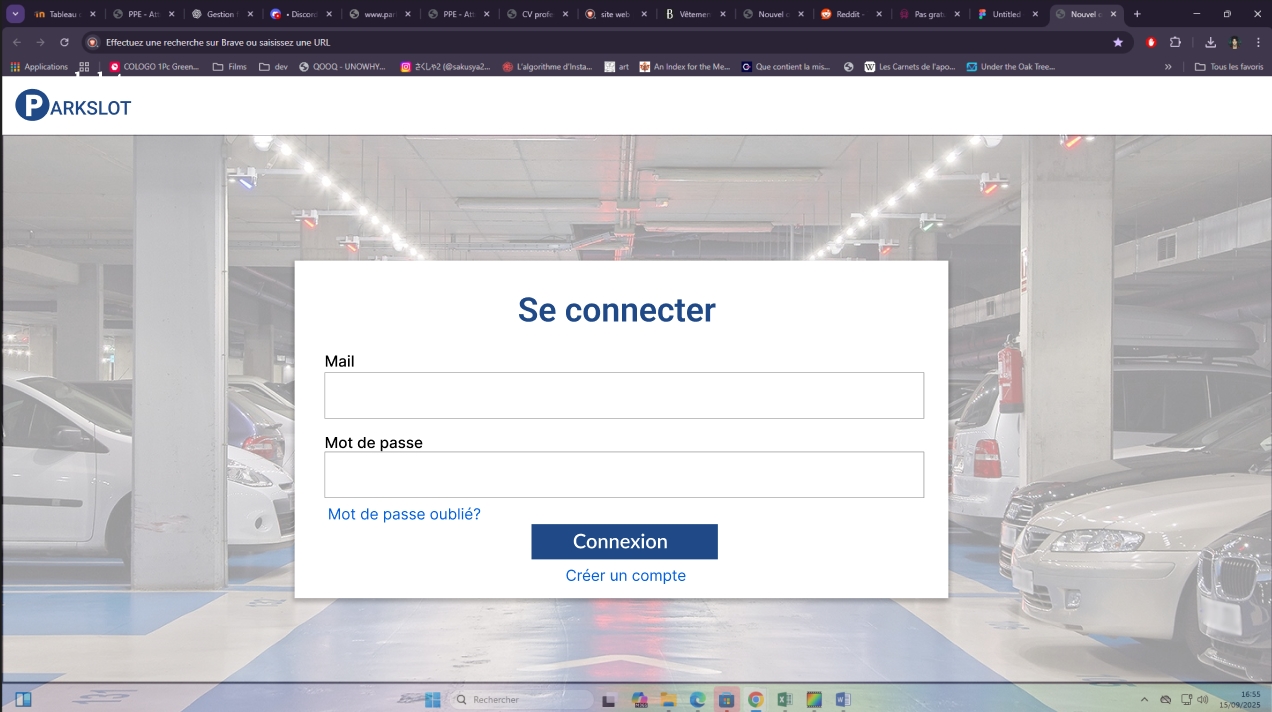 Tableau
PPE - Att
Gestion
• Discord
www.par
PPE - Att
CV profe
site web
Vêtemen
Nouvel o
Reddit -
Pas gratu
Untitled
Nouvel o
Effectuez une recherche sur Brave ou saisissez une URL
Applications
COLOGO 1Pc Green...
Films
dev
QOOQ - UNOWHY...
さくしゃ2 (@sakusya2...
L'algorithme d'Insta...
art
An Index for the Me...
Que contient la mis...
Les Carnets de l'apo...
Under the Oak Tree...
»
Tous les favoris
PARKSLOT
Se connecter
Mail
Mot de passe
Mot de passe oublié?
Connexion
Créer un compte
Rechercher
16:55
15/09/2025